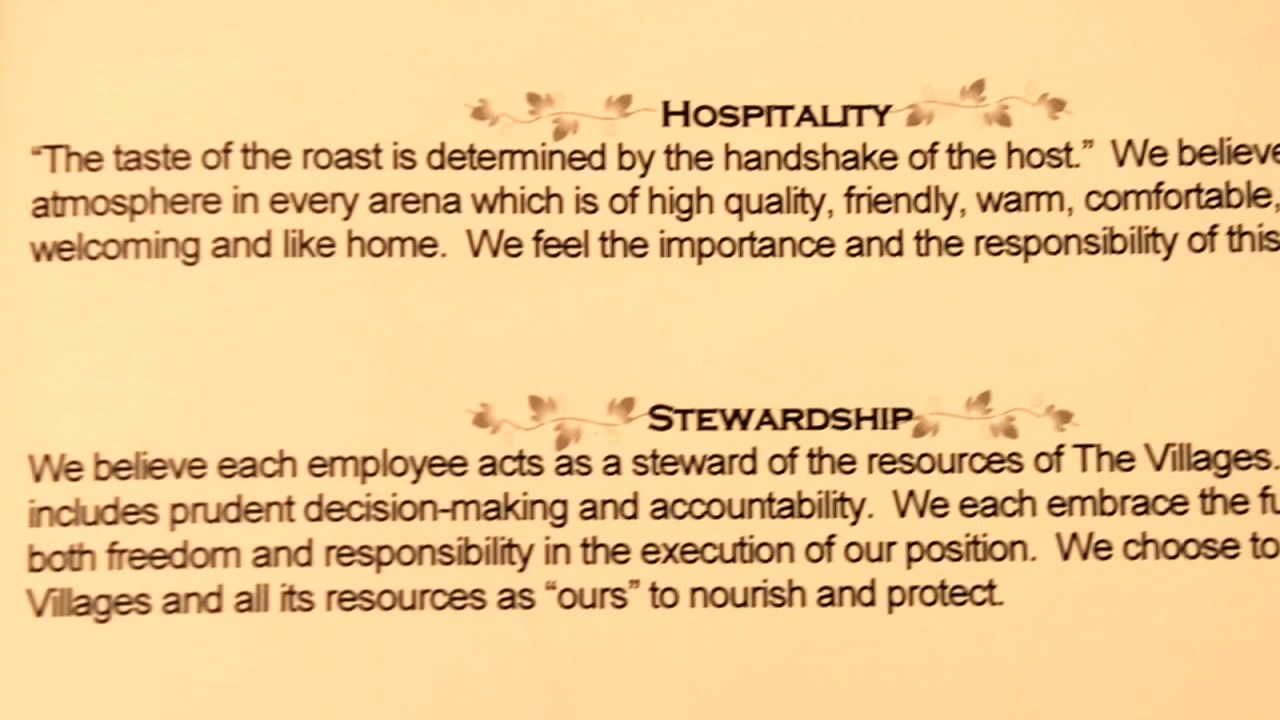 HOSPITALITY
“The taste of the roast is determined by the handshake of the host.”  We believe
atmosphere in every arena which is of high quality, friendly, warm, comfortable,
welcoming and like home.  We feel the importance and the responsibility of this
STEWARDSHIP
We believe each employee acts as a steward of the resources of The Villages.
includes prudent decision-making and accountability.  We each embrace the
both freedom and responsibility in the execution of our position.  We choose to
Villages and all its resources as “ours” to nourish and protect.